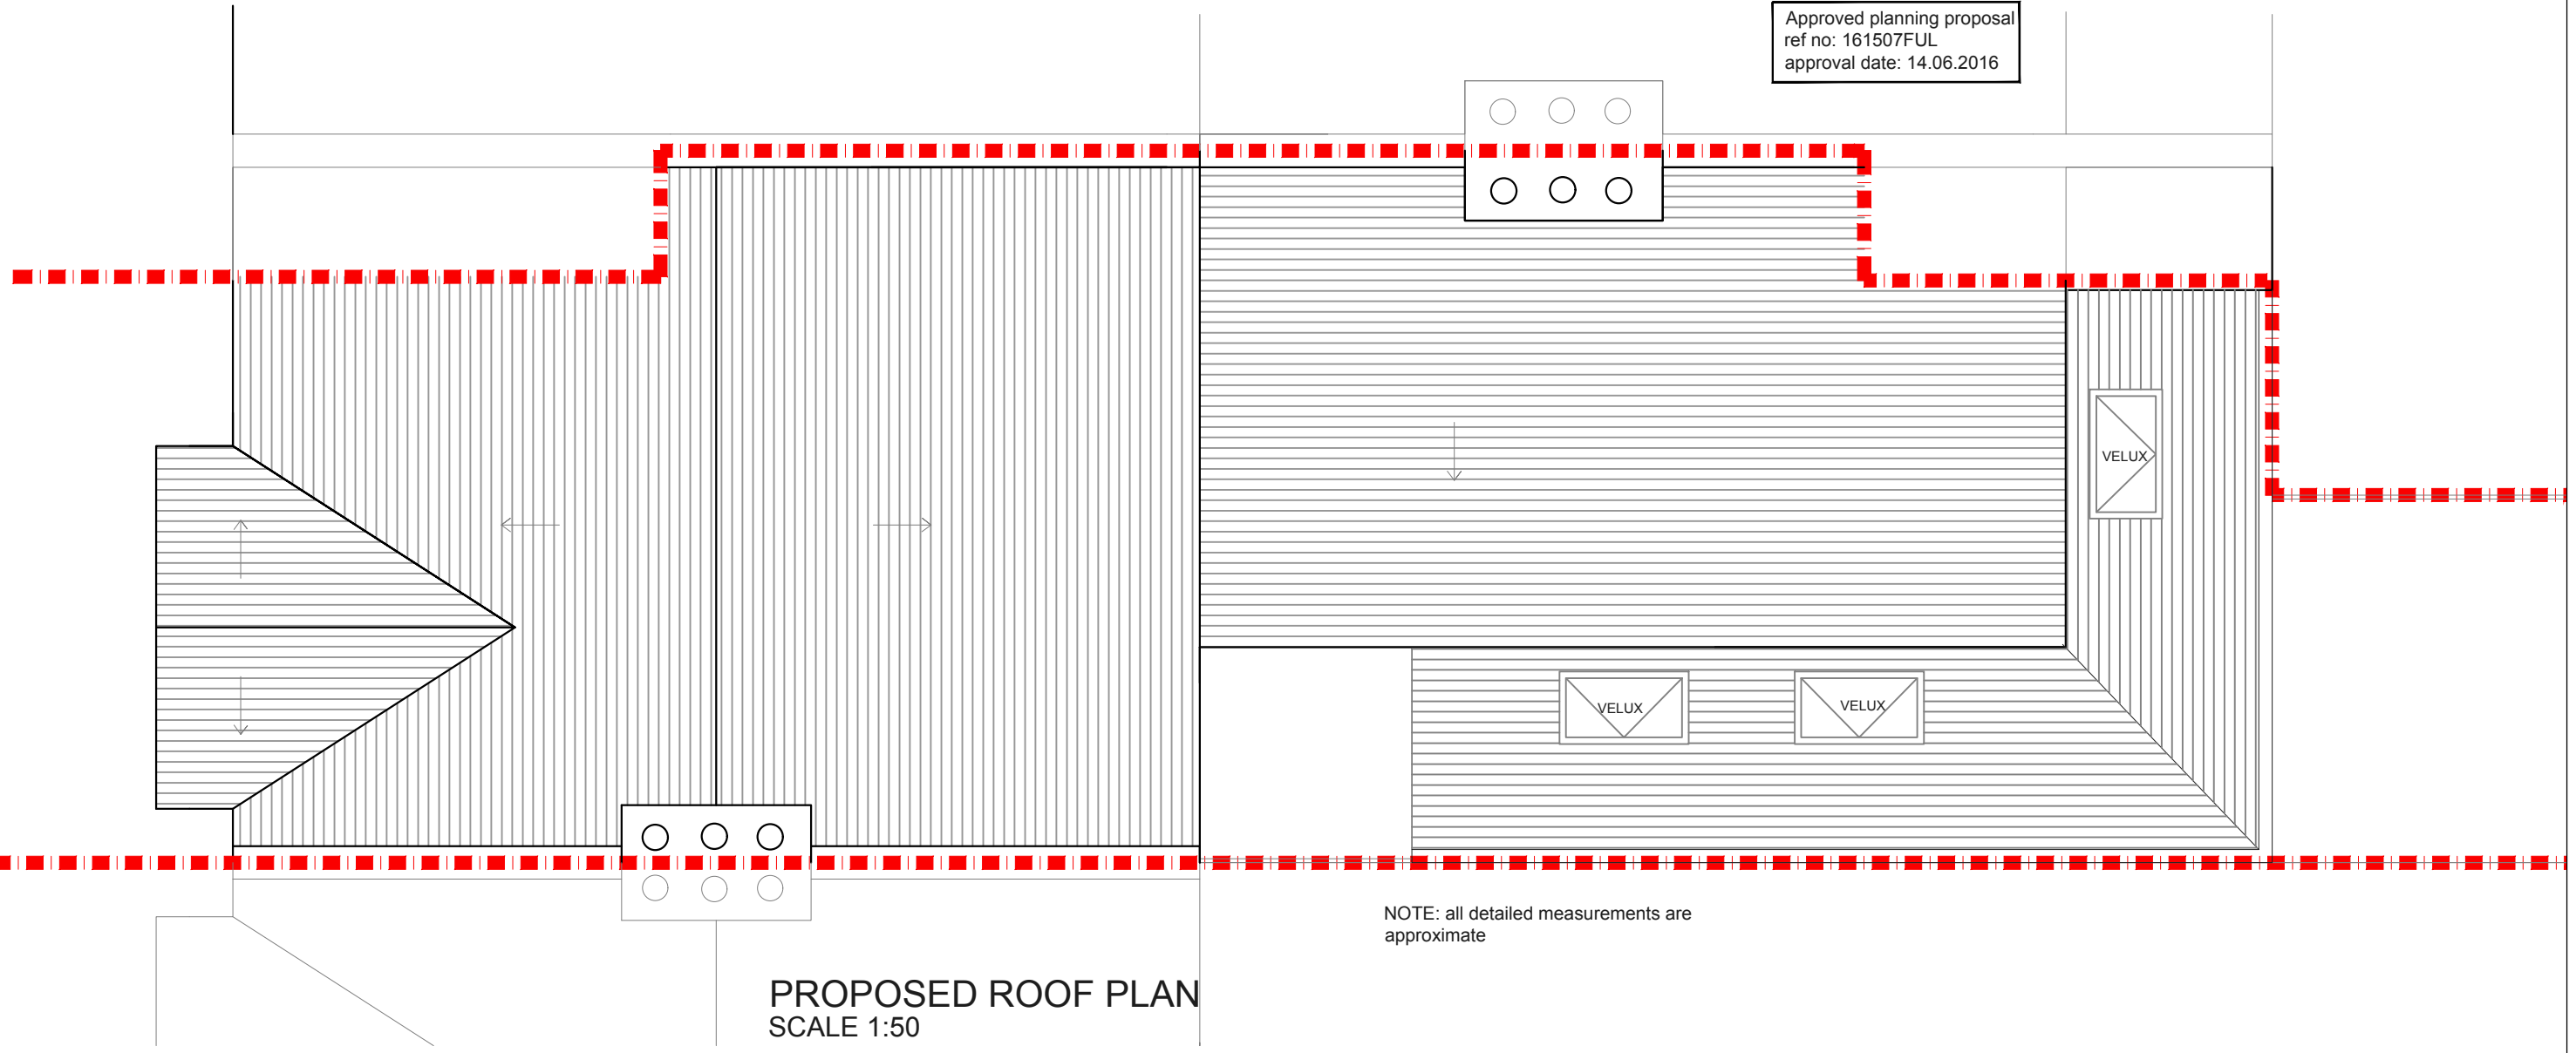 Approved planning proposal
ref no: 161507FUL
approval date: 14.06.2016
VELUX
VELUX
VELUX
NOTE: all detailed measurements are
approximate
PROPOSED ROOF PLAN
SCALE 1:50